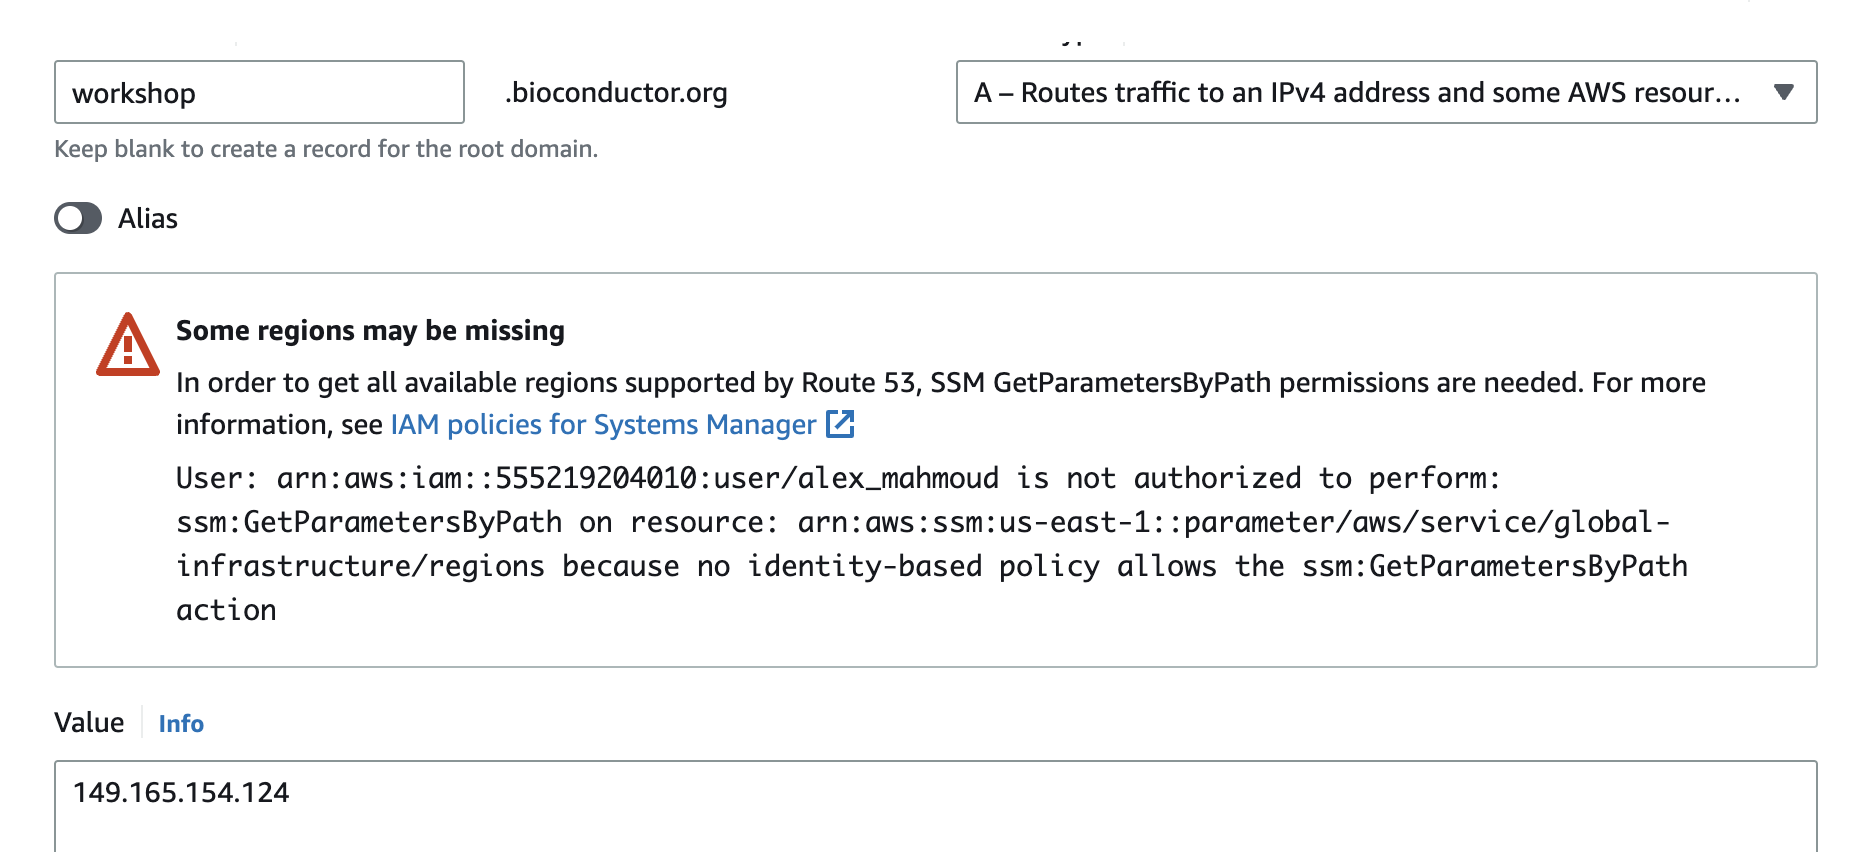 workshop
.bioconductor.org
A – Routes traffic to an IPv4 address and some AWS resour...
Keep blank to create a record for the root domain.
Alias
Some regions may be missing
In order to get all available regions supported by Route 53, SSM GetParametersByPath permissions are needed. For more
information, see IAM policies for Systems Manager
User: arn:aws:iam::555219204010:user/alex_mahmoud is not authorized to perform:
ssm:GetParametersByPath on resource: arn:aws:ssm:us-east-1::parameter/aws/service/global-
infrastructure/regions because no identity-based policy allows the ssm:GetParametersByPath
action
Value
Info
149.165.154.124